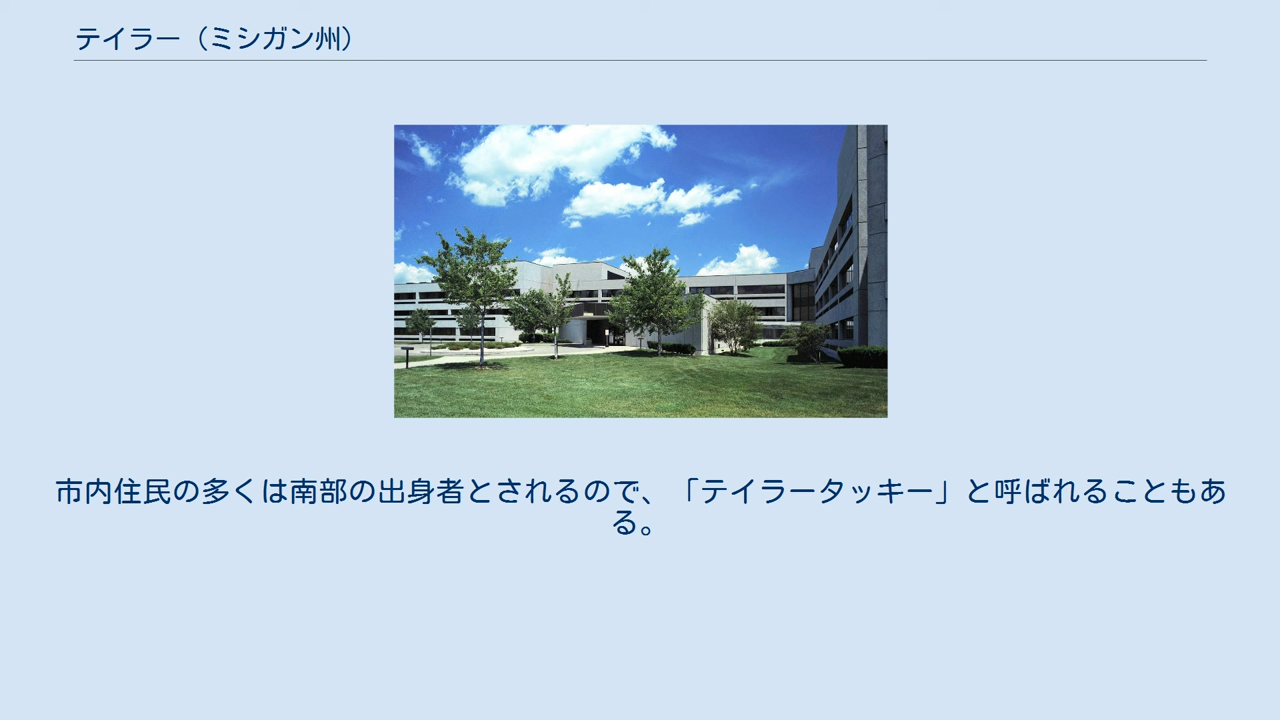 テイラー（ミシガン州）
市内住民の多くは南部の出身者とされるので、「テイラータッキー」と呼ばれることもあ
る。